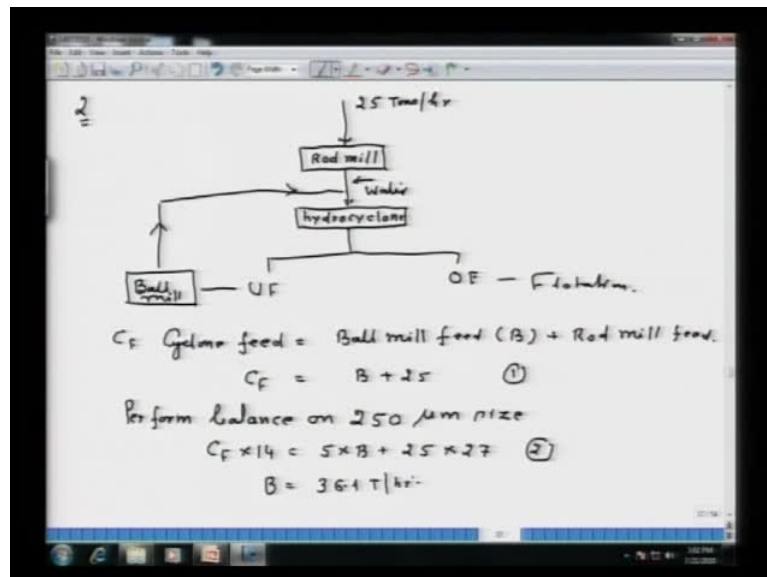 2
25 Tons/hr
Rod mill
Water
hydrocyclone
Ball mill
UF
OF - Flotation.
CF Cyclone feed = Ball mill feed (B) + Rod mill feed.
CF = B + 25 ①
Perform balance on 250 μm size
CF × 14 = 5 × B + 25 × 27 ②
B = 36.1 T/hr.